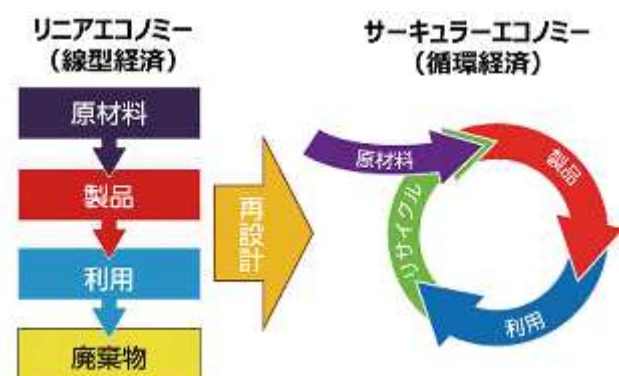 リニアエコノミー
（線型経済）
原材料
製品
利用
廃棄物
再設計
サーキュラーエコノミー
（循環経済）
原材料
製品
利用
リサイクル